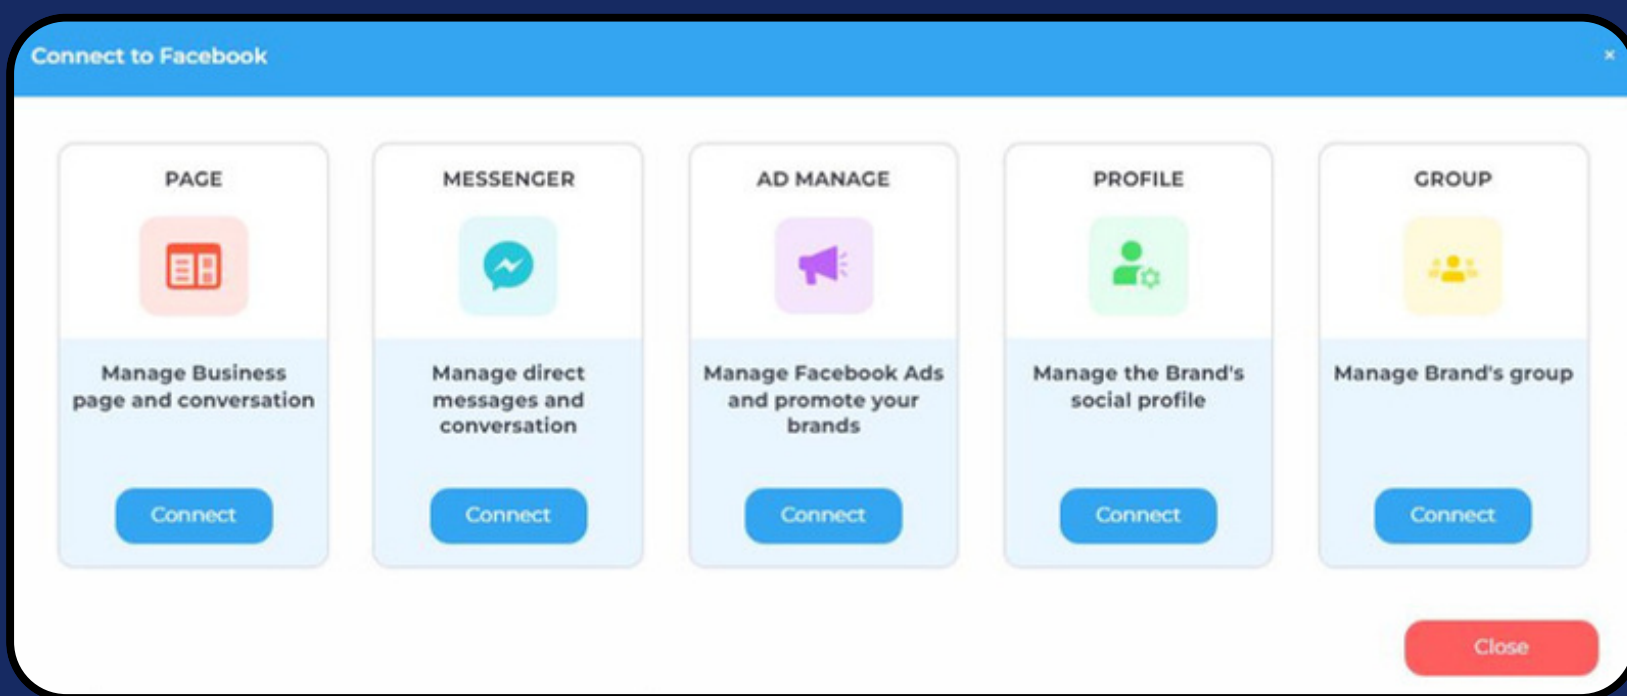 Connect to Facebook
×
PAGE
Manage Business
page and conversation
Connect
MESSENGER
Manage direct
messages and
conversation
Connect
AD MANAGE
Manage Facebook Ads
and promote your
brands
Connect
PROFILE
Manage the Brand's
social profile
Connect
GROUP
Manage Brand's group
Connect
Close